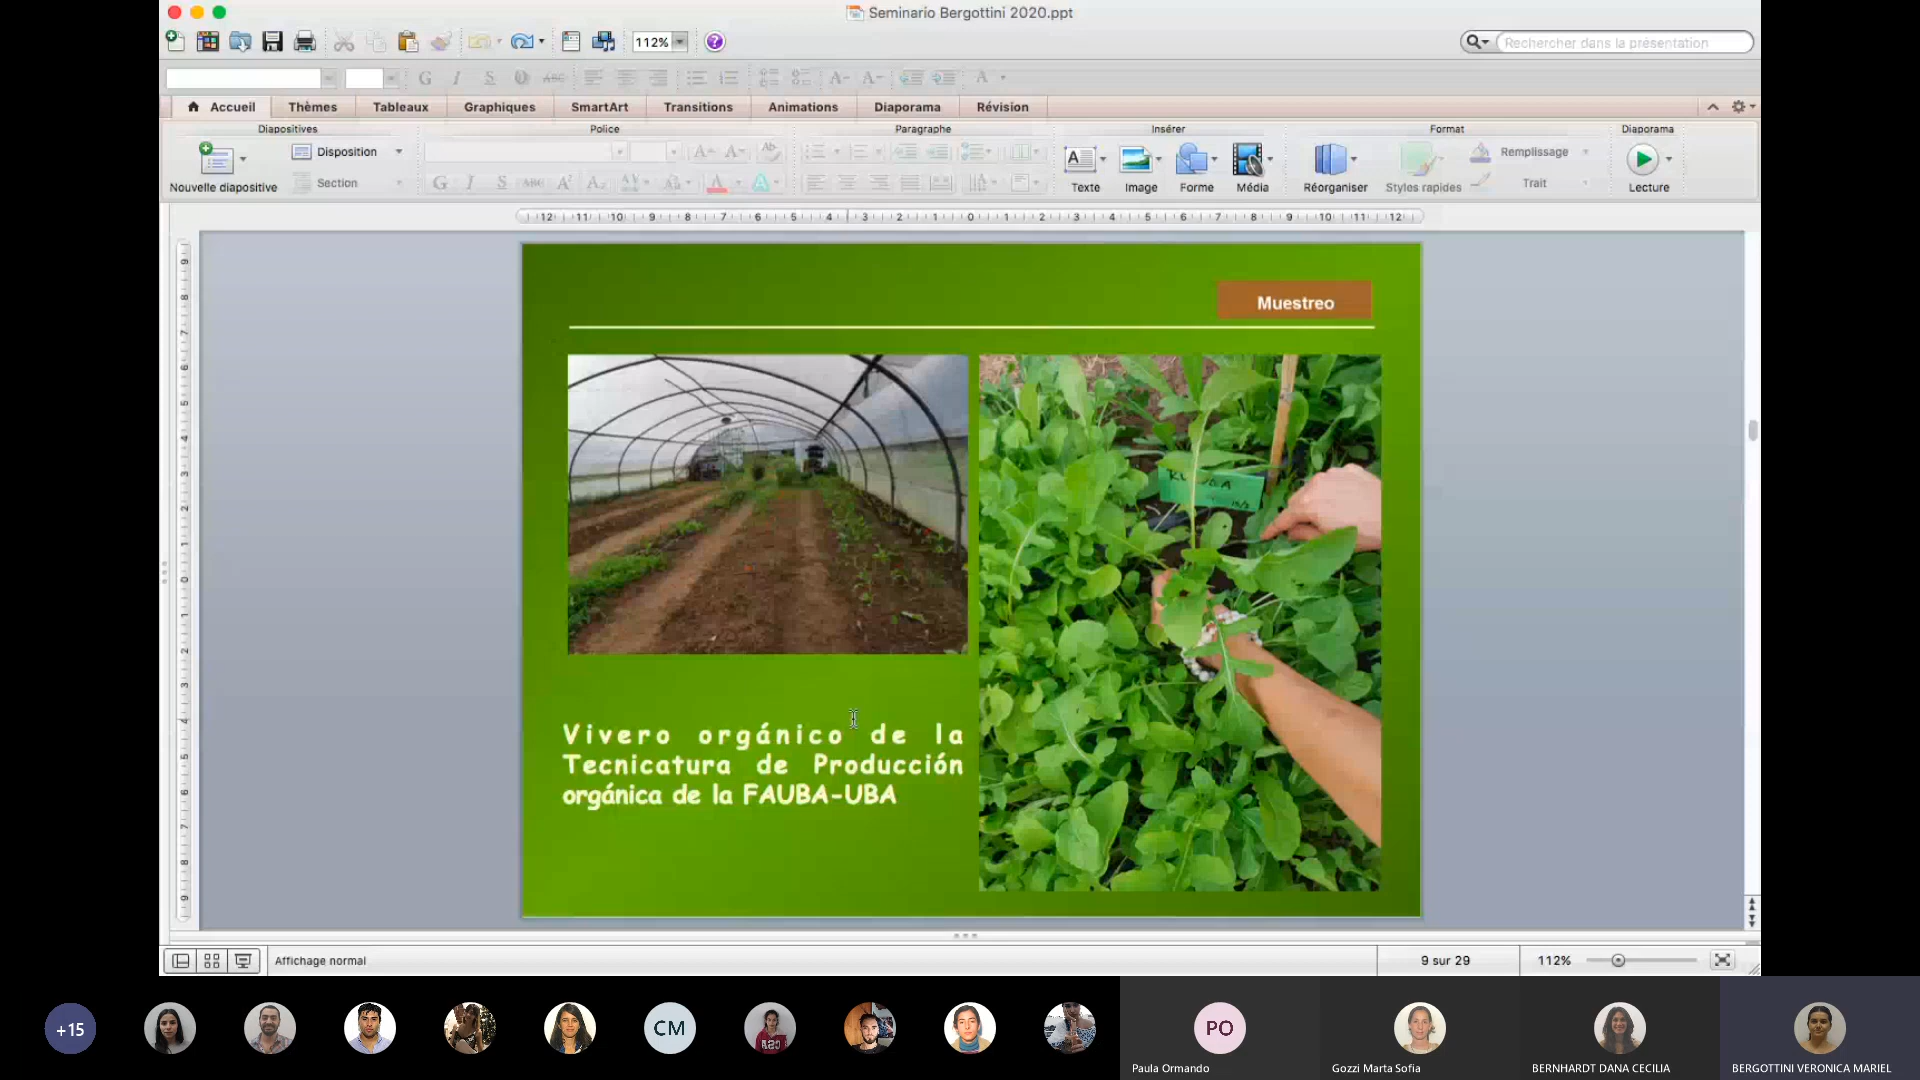 Seminario Bergottini 2020.ppt
112%
Rechercher dans la présentation
Accueil
Thèmes
Tableaux
Graphiques
SmartArt
Transitions
Animations
Diaporama
Révision
Diapositives
Police
Paragraphe
Insérer
Format
Diaporama
Nouvelle diapositive
Disposition
Section
Texte
Image
Forme
Média
Réorganiser
Styles rapides
Remplissage
Trait
Lecture
Muestreo
Vivero orgánico de la
Tecnicatura de Producción
orgánica de la FAUBA-UBA
Affichage normal
9 sur 29
112%
+15
CM
PO
Paula Ormando
Gozzi Marta Sofia
BERNHARDT DANA CECILIA
BERGOTTINI VERONICA MARIEL